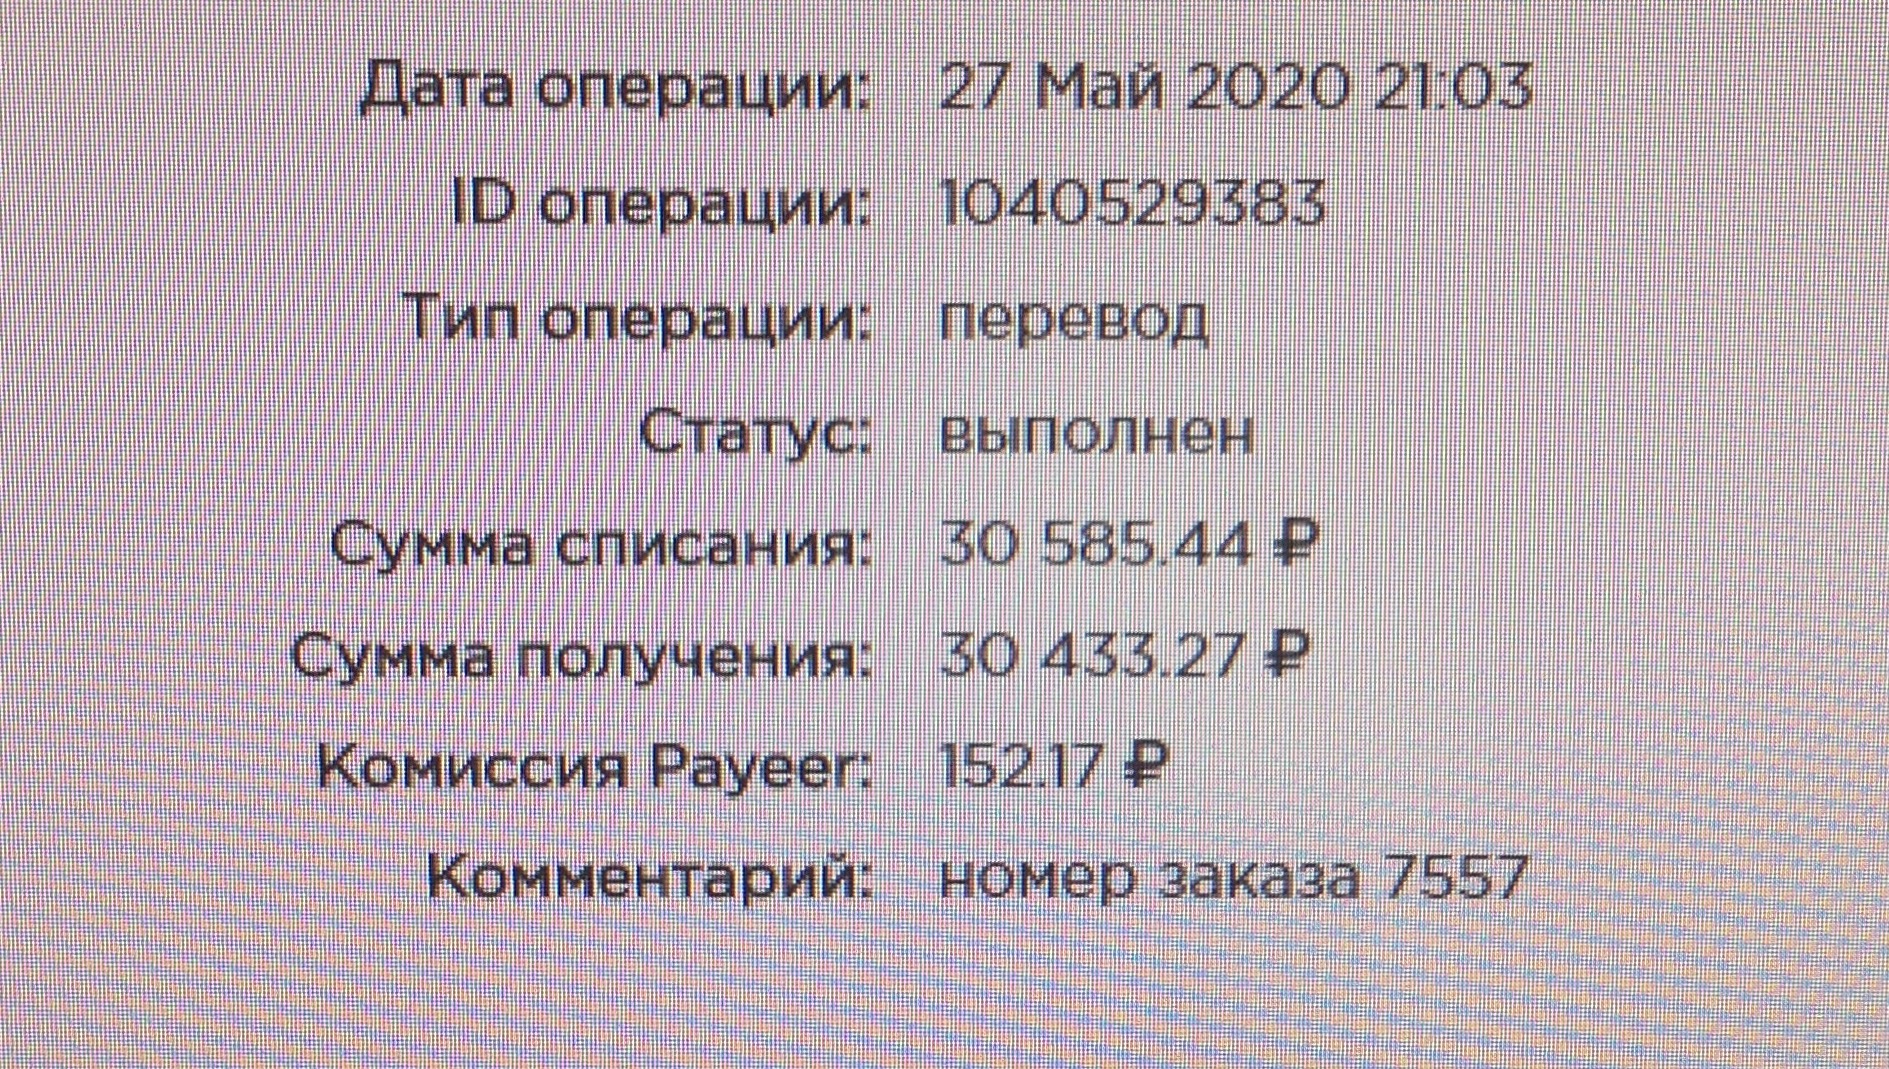 Дата операции: 27 Май 2020 21:03
ID операции: 1040529383
Тип операции: перевод
Статус: выполнен
Сумма списания: 30 585.44 ₽
Сумма получения: 30 433.27 ₽
Комиссия Payeer: 152.17 ₽
Комментарий: номер заказа 7557